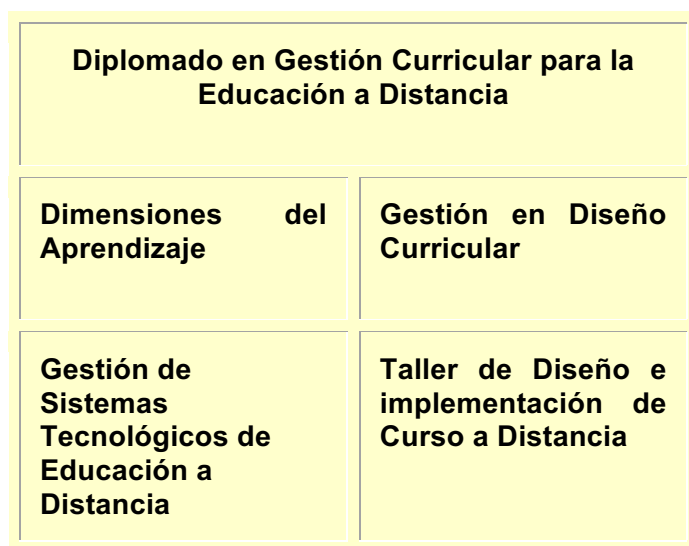 Diplomado en Gestión Curricular para la
Educación a Distancia
Dimensiones del
Aprendizaje
Gestión en Diseño
Curricular
Gestión de
Sistemas
Tecnológicos de
Educación a
Distancia
Taller de Diseño e
implementación de
Curso a Distancia